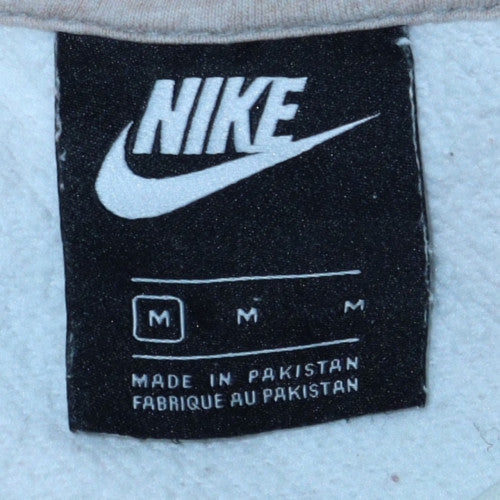 NIKE
M M M
MADE IN PAKISTAN
FABRIQUE AU PAKISTAN